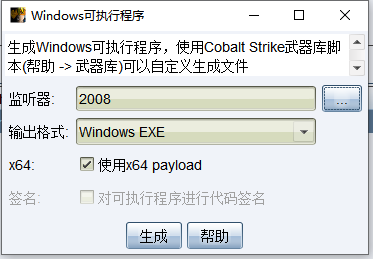 Windows可执行程序
生成Windows可执行程序，使用Cobalt Strike武器库脚
本(帮助 -> 武器库)可以自定义生成文件
监听器: 2008 ...
输出格式: Windows EXE
x64: 使用x64 payload
签名: 对可执行程序进行代码签名
生成 帮助